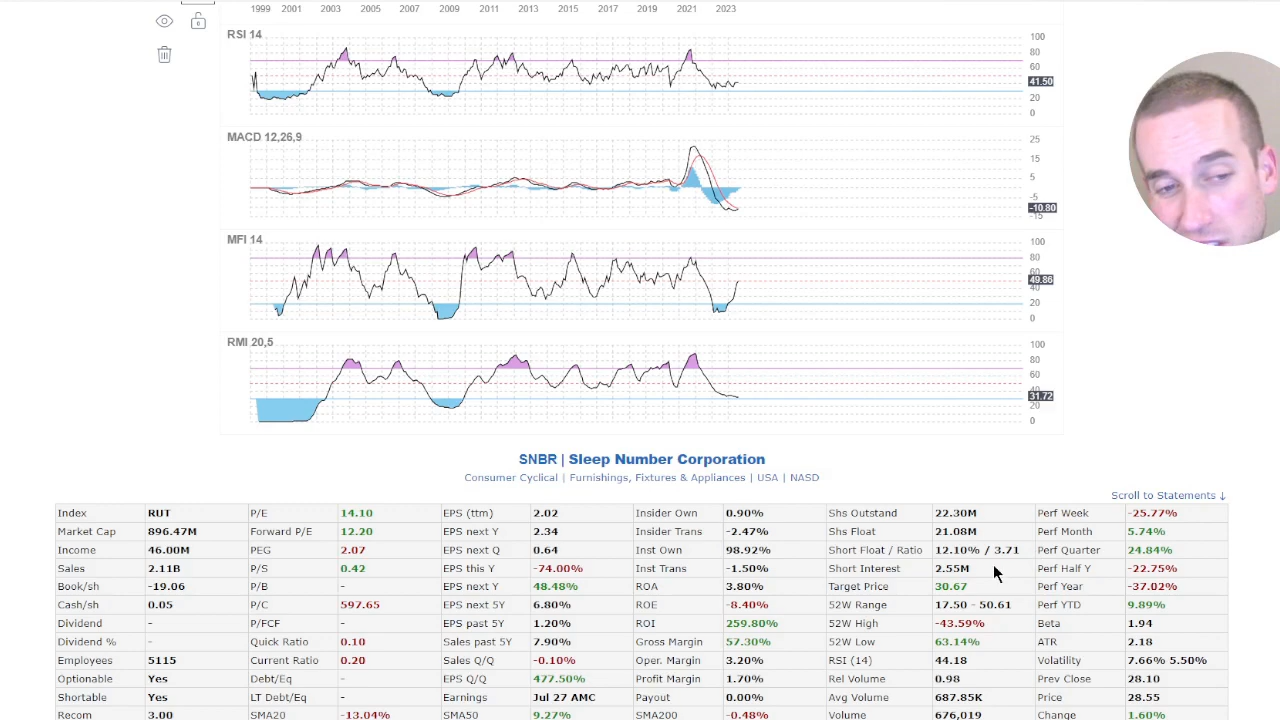 1999 2001 2003 2005 2007 2009 2011 2013 2015 2017 2019 2021 2023
RSI 14
100
80
60
41.50
20
0
MACD 12,26,9
25
15
5
-5
-10.80
-15
MFI 14
100
80
60
49.86
40
20
0
RMI 20,5
100
80
60
40
31.72
20
0
SNBR | Sleep Number Corporation
Consumer Cyclical | Furnishings, Fixtures & Appliances | USA | NASD
Scroll to Statements ↓
Index RUT P/E 14.10 EPS (ttm) 2.02 Insider Own 0.90% Shs Outstand 22.30M Perf Week -25.77%
Market Cap 896.47M Forward P/E 12.20 EPS next Y 2.34 Insider Trans -2.47% Shs Float 21.08M Perf Month 5.74%
Income 46.00M PEG 2.07 EPS next Q 0.64 Inst Own 98.92% Short Float / Ratio 12.10% / 3.71 Perf Quarter 24.84%
Sales 2.11B P/S 0.42 EPS this Y -74.00% Inst Trans -1.50% Short Interest 2.55M Perf Half Y -22.75%
Book/sh -19.06 P/B - EPS next Y 48.48% ROA 3.80% Target Price 30.67 Perf Year -37.02%
Cash/sh 0.05 P/C 597.65 EPS next 5Y 6.80% ROE -8.40% 52W Range 17.50 - 50.61 Perf YTD 9.89%
Dividend - P/FCF - EPS past 5Y 1.20% ROI 259.80% 52W High -43.59% Beta 1.94
Dividend % - Quick Ratio 0.10 Sales past 5Y 7.90% Gross Margin 57.30% 52W Low 63.14% ATR 2.18
Employees 5115 Current Ratio 0.20 Sales Q/Q -0.10% Oper. Margin 3.20% RSI (14) 44.18 Volatility 7.66% 5.50%
Optionable Yes Debt/Eq - EPS Q/Q 477.50% Profit Margin 1.70% Rel Volume 0.98 Prev Close 28.10
Shortable Yes LT Debt/Eq - Earnings Jul 27 AMC Payout 0.00% Avg Volume 687.85K Price 28.55
Recom 3.00 SMA20 -13.04% SMA50 9.27% SMA200 -0.48% Volume 676,019 Change 1.60%